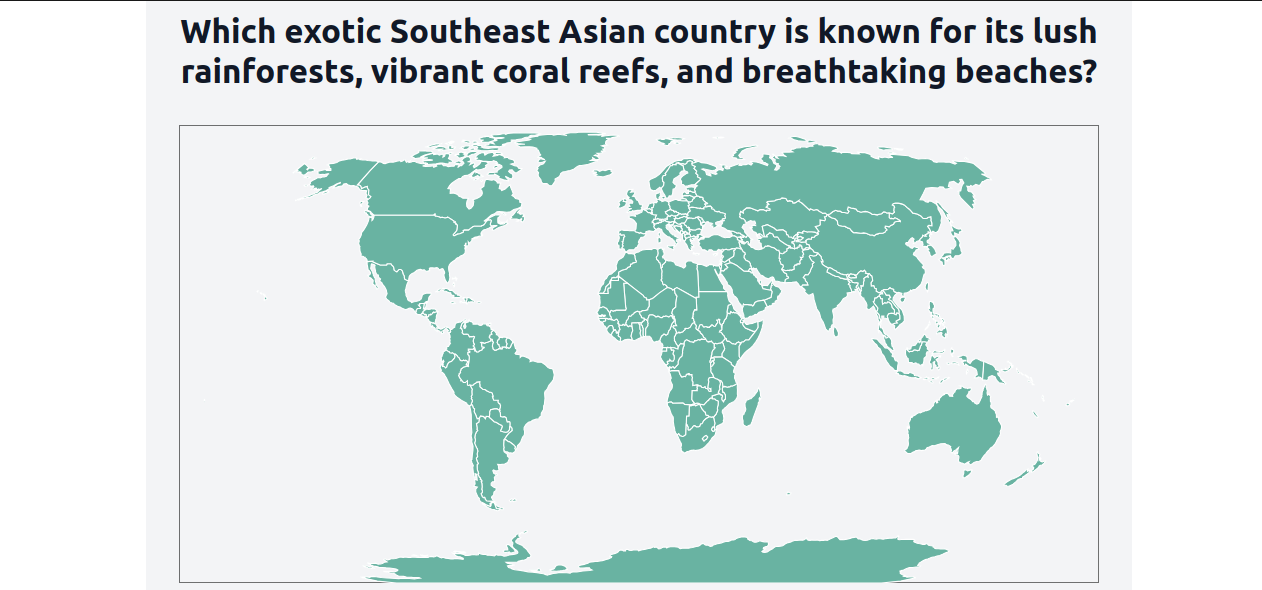 Which exotic Southeast Asian country is known for its lush
rainforests, vibrant coral reefs, and breathtaking beaches?